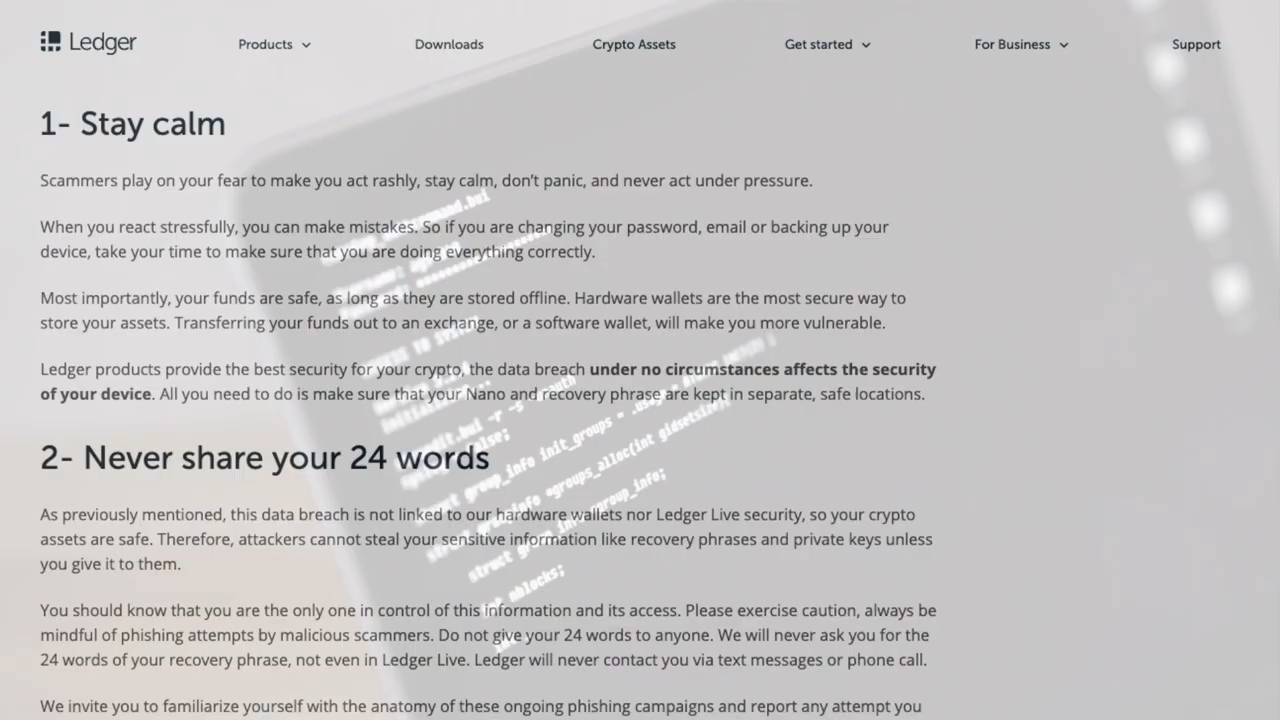 Ledger
Products
Downloads
Crypto Assets
Get started
For Business
Support
1- Stay calm
Scammers play on your fear to make you act rashly, stay calm, don't panic, and never act under pressure.
When you react stressfully, you can make mistakes. So if you are changing your password, email or backing up your
device, take your time to make sure that you are doing everything correctly.
Most importantly, your funds are safe, as long as they are stored offline. Hardware wallets are the most secure way to
store your assets. Transferring your funds out to an exchange, or a software wallet, will make you more vulnerable.
Ledger products provide the best security for your crypto, the data breach under no circumstances affects the security
of your device. All you need to do is make sure that your Nano and recovery phrase are kept in separate, safe locations.
2- Never share your 24 words
As previously mentioned, this data breach is not linked to our hardware wallets nor Ledger Live security, so your crypto
assets are safe. Therefore, attackers cannot steal your sensitive information like recovery phrases and private keys unless
you give it to them.
You should know that you are the only one in control of this information and its access. Please exercise caution, always be
mindful of phishing attempts by malicious scammers. Do not give your 24 words to anyone. We will never ask you for the
24 words of your recovery phrase, not even in Ledger Live. Ledger will never contact you via text messages or phone call.
We invite you to familiarize yourself with the anatomy of these ongoing phishing campaigns and report any attempt you
struct group_info init_groups = .usage =
groups_alloc(int gidsetsize)
struct group_info *group_info;
int nblocks;